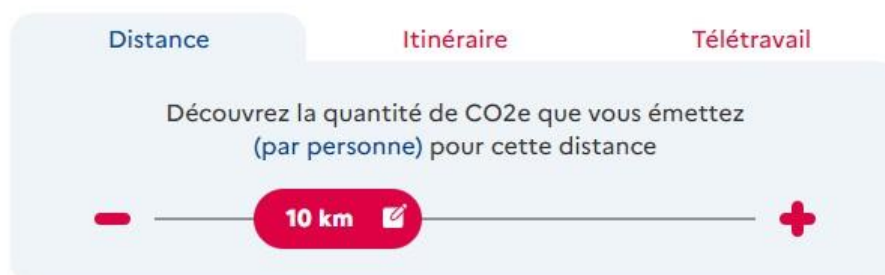 Distance Itinéraire Télétravail
Découvrez la quantité de CO2e que vous émettez
(par personne) pour cette distance
10 km